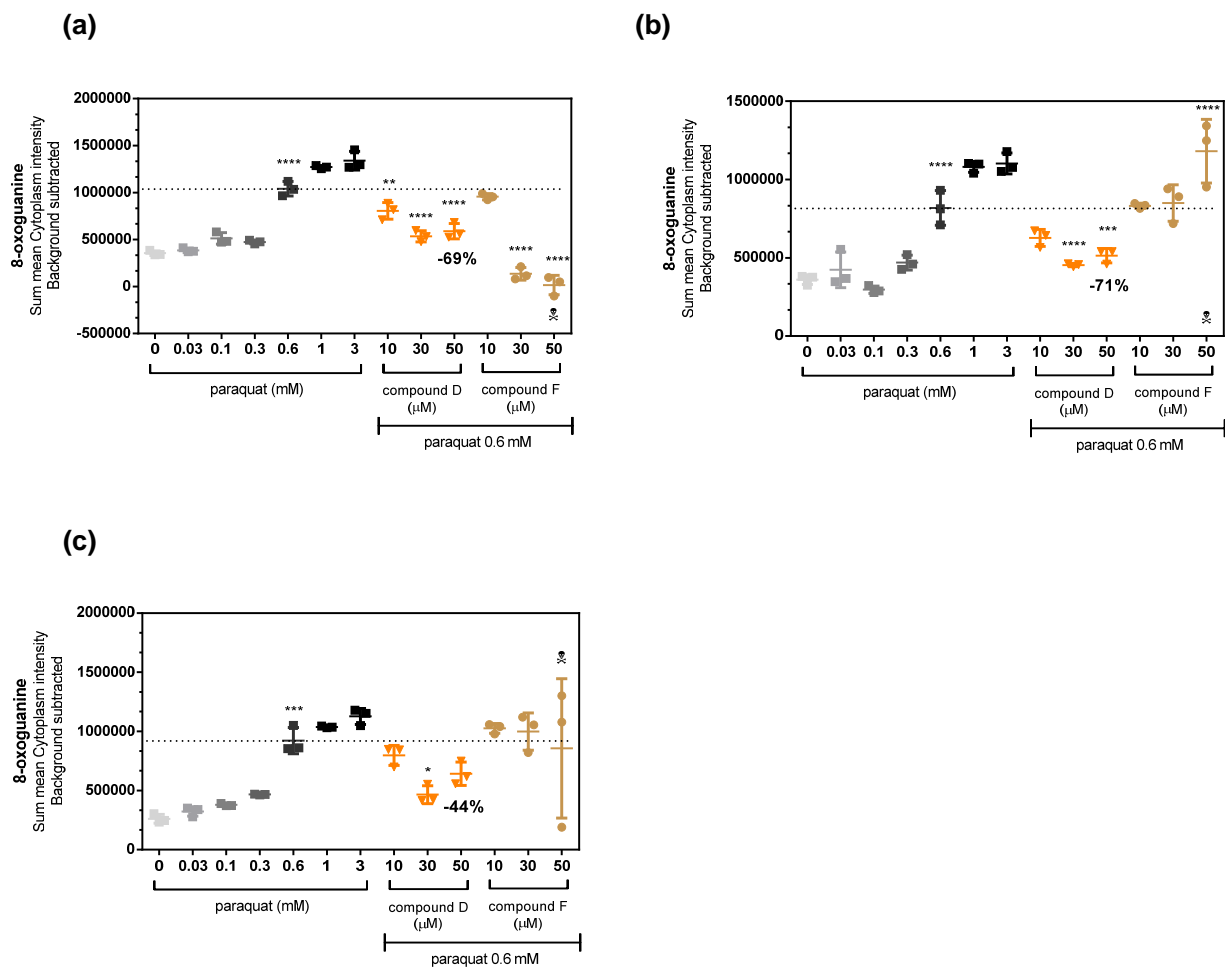 (a)
8-oxoguanine
Sum mean Cytoplasm intensity
Background subtracted
2000000
1500000
1000000
500000
0
-500000
****
**
****
****
****
****
-69%
0 0.03 0.1 0.3 0.6 1 3 10 30 50 10 30 50
paraquat (mM)
compound D
(μM)
compound F
(μM)
paraquat 0.6 mM
(b)
8-oxoguanine
Sum mean Cytoplasm intensity
Background subtracted
1500000
1000000
500000
0
****
****
***
****
-71%
0 0.03 0.1 0.3 0.6 1 3 10 30 50 10 30 50
paraquat (mM)
compound D
(μM)
compound F
(μM)
paraquat 0.6 mM
(c)
8-oxoguanine
Sum mean Cytoplasm intensity
Background subtracted
2000000
1500000
1000000
500000
0
***
*
-44%
0 0.03 0.1 0.3 0.6 1 3 10 30 50 10 30 50
paraquat (mM)
compound D
(μM)
compound F
(μM)
paraquat 0.6 mM